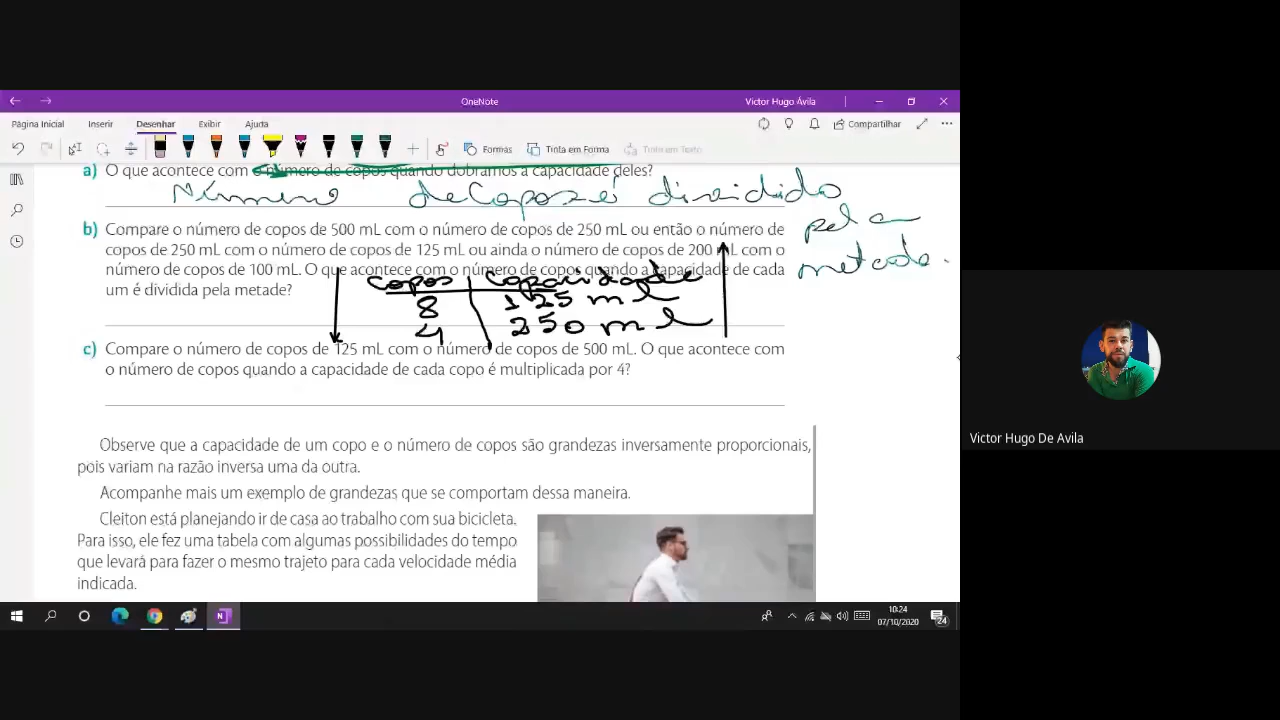 OneNote
Victor Hugo Ávila
Página Inicial Inserir Desenhar Exibir Ajuda
Compartilhar
Formas Tinta em Forma Tinta em Texto
a) O que acontece com o número de copos quando dobramos a capacidade deles?
Número de Copos é dividido
pela
metade.
b) Compare o número de copos de 500 mL com o número de copos de 250 mL ou então o número de
copos de 250 mL com o número de copos de 125 mL ou ainda o número de copos de 200 mL com o
número de copos de 100 mL. O que acontece com o número de copos quando a capacidade de cada
um é dividida pela metade?
copos capacidade
8 125 ml
4 250 ml
c) Compare o número de copos de 125 mL com o número de copos de 500 mL. O que acontece com
o número de copos quando a capacidade de cada copo é multiplicada por 4?
Observe que a capacidade de um copo e o número de copos são grandezas inversamente proporcionais,
pois variam na razão inversa uma da outra.
Acompanhe mais um exemplo de grandezas que se comportam dessa maneira.
Cleiton está planejando ir de casa ao trabalho com sua bicicleta.
Para isso, ele fez uma tabela com algumas possibilidades do tempo
que levará para fazer o mesmo trajeto para cada velocidade média
indicada.
Victor Hugo De Avila
10:24
07/10/2020
24